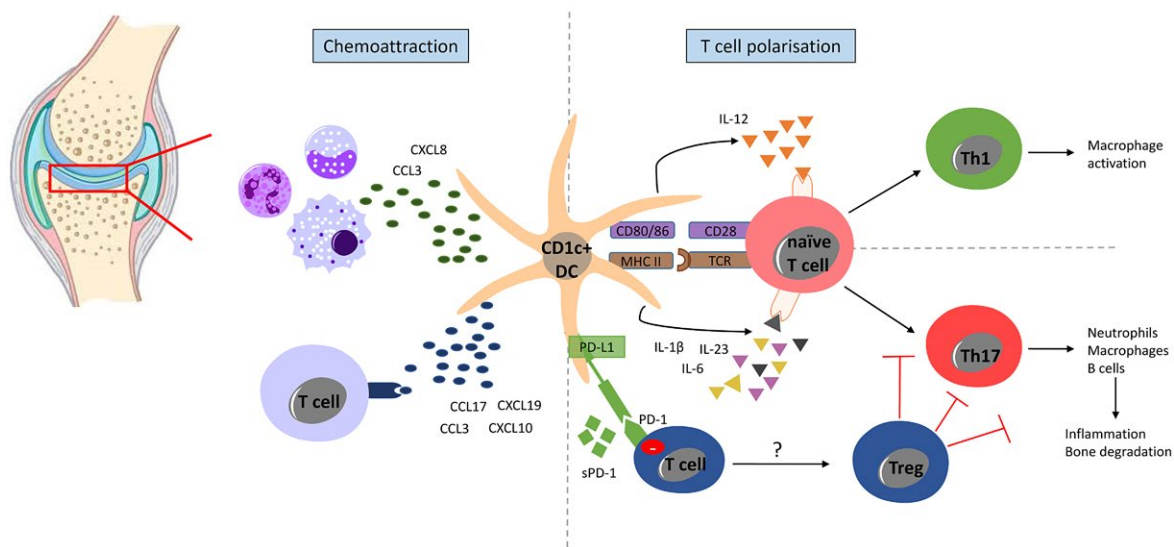 Chemoattraction
T cell polarisation
CXCL8
CCL3
IL-12
Th1
Macrophage
activation
CD1c+
DC
CD80/86
CD28
MHC II
TCR
naïve
T cell
PD-L1
IL-1β
IL-23
IL-6
Th17
Neutrophils
Macrophages
B cells
T cell
CCL17
CXCL19
CCL3
CXCL10
sPD-1
PD-1
-
T cell
?
Treg
Inflammation
Bone degradation